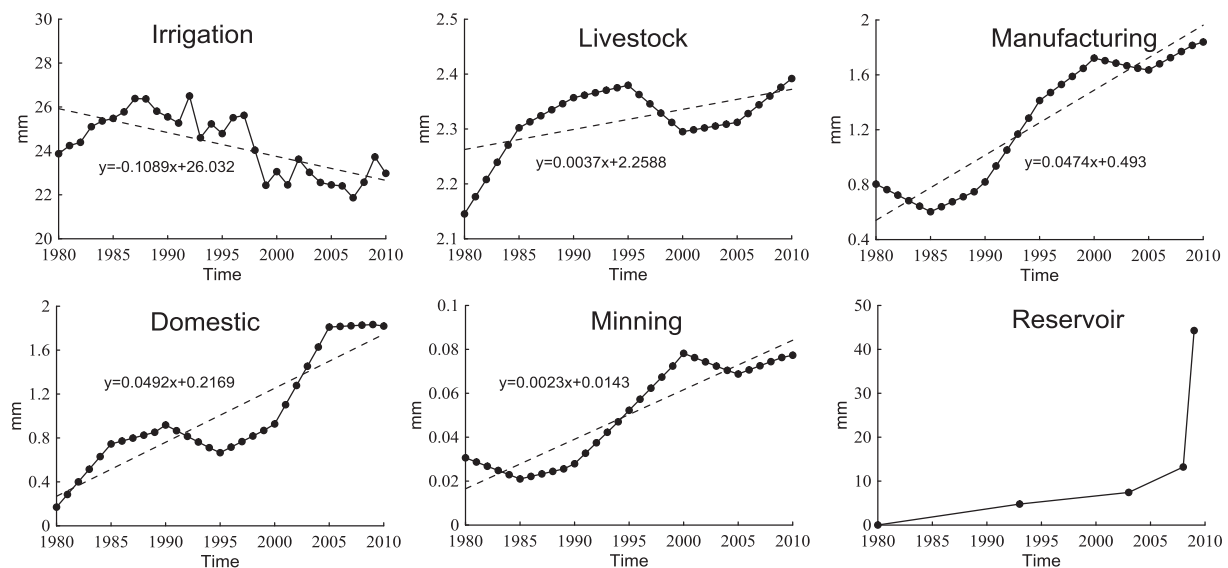 Irrigation
30
28
26
24
22
20
mm
y=-0.1089x+26.032
1980 1985 1990 1995 2000 2005 2010
Time
Livestock
2.5
2.4
2.3
2.2
2.1
mm
y=0.0037x+2.2588
1980 1985 1990 1995 2000 2005 2010
Time
Manufacturing
2
1.6
1.2
0.8
0.4
mm
y=0.0474x+0.493
1980 1985 1990 1995 2000 2005 2010
Time
Domestic
2
1.6
1.2
0.8
0.4
0
mm
y=0.0492x+0.2169
1980 1985 1990 1995 2000 2005 2010
Time
Minning
0.1
0.08
0.06
0.04
0.02
0
mm
y=0.0023x+0.0143
1980 1985 1990 1995 2000 2005 2010
Time
Reservoir
50
40
30
20
10
0
mm
1980 1985 1990 1995 2000 2005 2010
Time